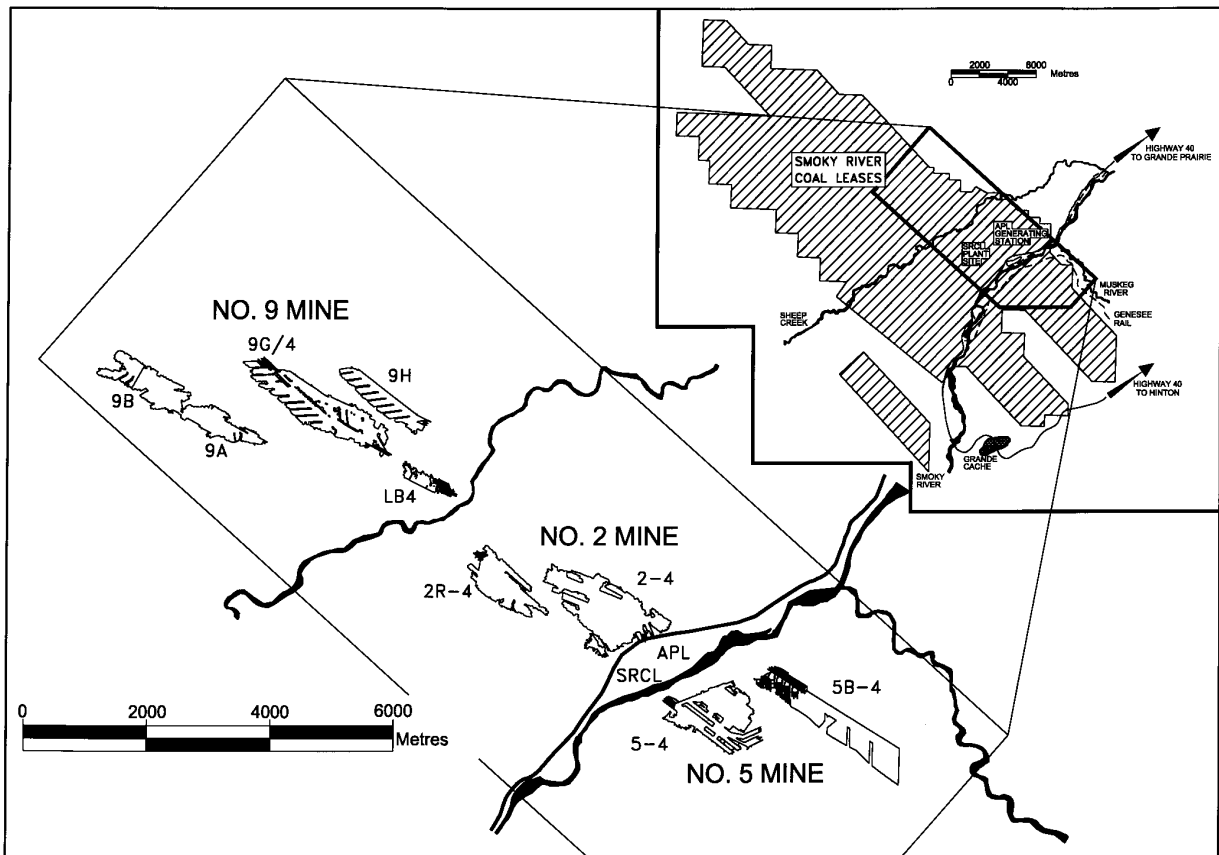 2000 6000
0 4000 Metres
HIGHWAY 40
TO GRANDE PRAIRIE
SMOKY RIVER
COAL LEASES
APL
GENERATING
STATION
SRCL
PLANT
SITE
MUSKEG
RIVER
GENESEE
RAIL
SHEEP
CREEK
HIGHWAY 40
TO HINTON
GRANDE
CACHE
SMOKY
RIVER
NO. 9 MINE
9G/4
9H
9B
9A
LB4
NO. 2 MINE
2-4
2R-4
APL
SRCL
5B-4
5-4
NO. 5 MINE
0 2000 4000 6000
Metres